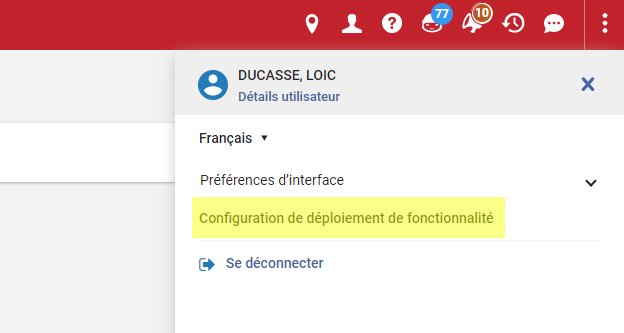 77
10
DUCASSE, LOIC
Détails utilisateur
Français
Préférences d’interface
Configuration de déploiement de fonctionnalité
Se déconnecter